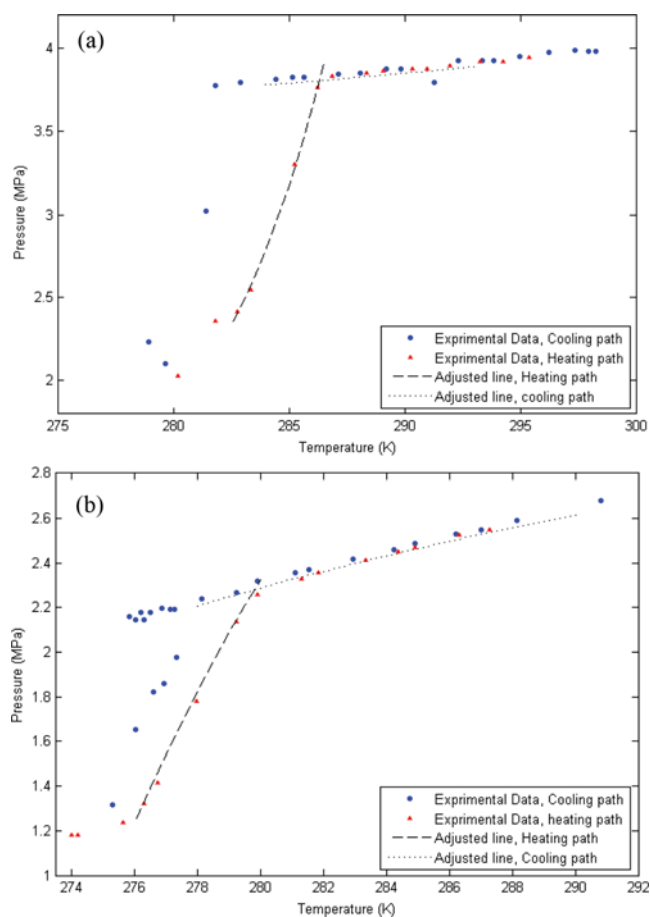 (a)
4
3.5
3
2.5
2
Pressure (MPa)
Exprimental Data, Cooling path
Exprimental Data, Heating path
Adjusted line, Heating path
Adjusted line, cooling path
275 280 285 290 295 300
Temperature (K)
(b)
2.8
2.6
2.4
2.2
2
1.8
1.6
1.4
1.2
1
Pressure (MPa)
Exprimental Data, Cooling path
Exprimental Data, heating path
Adjusted line, Heating path
Adjusted line, Cooling path
274 276 278 280 282 284 286 288 290 292
Temperature (K)